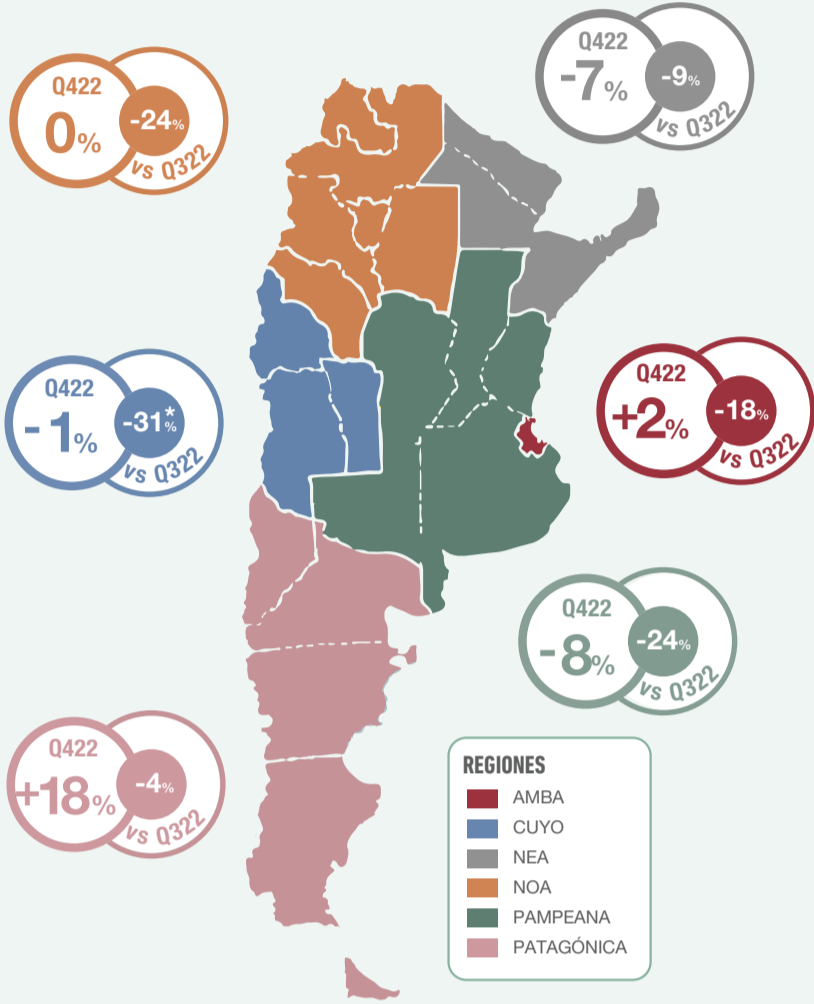 Q422
0%
-24%
vs Q322
Q422
-7%
-9%
vs Q322
Q422
-1%
-31%*
vs Q322
Q422
+2%
-18%
vs Q322
Q422
-8%
-24%
vs Q322
Q422
+18%
-4%
vs Q322
REGIONES
AMBA
CUYO
NEA
NOA
PAMPEANA
PATAGÓNICA